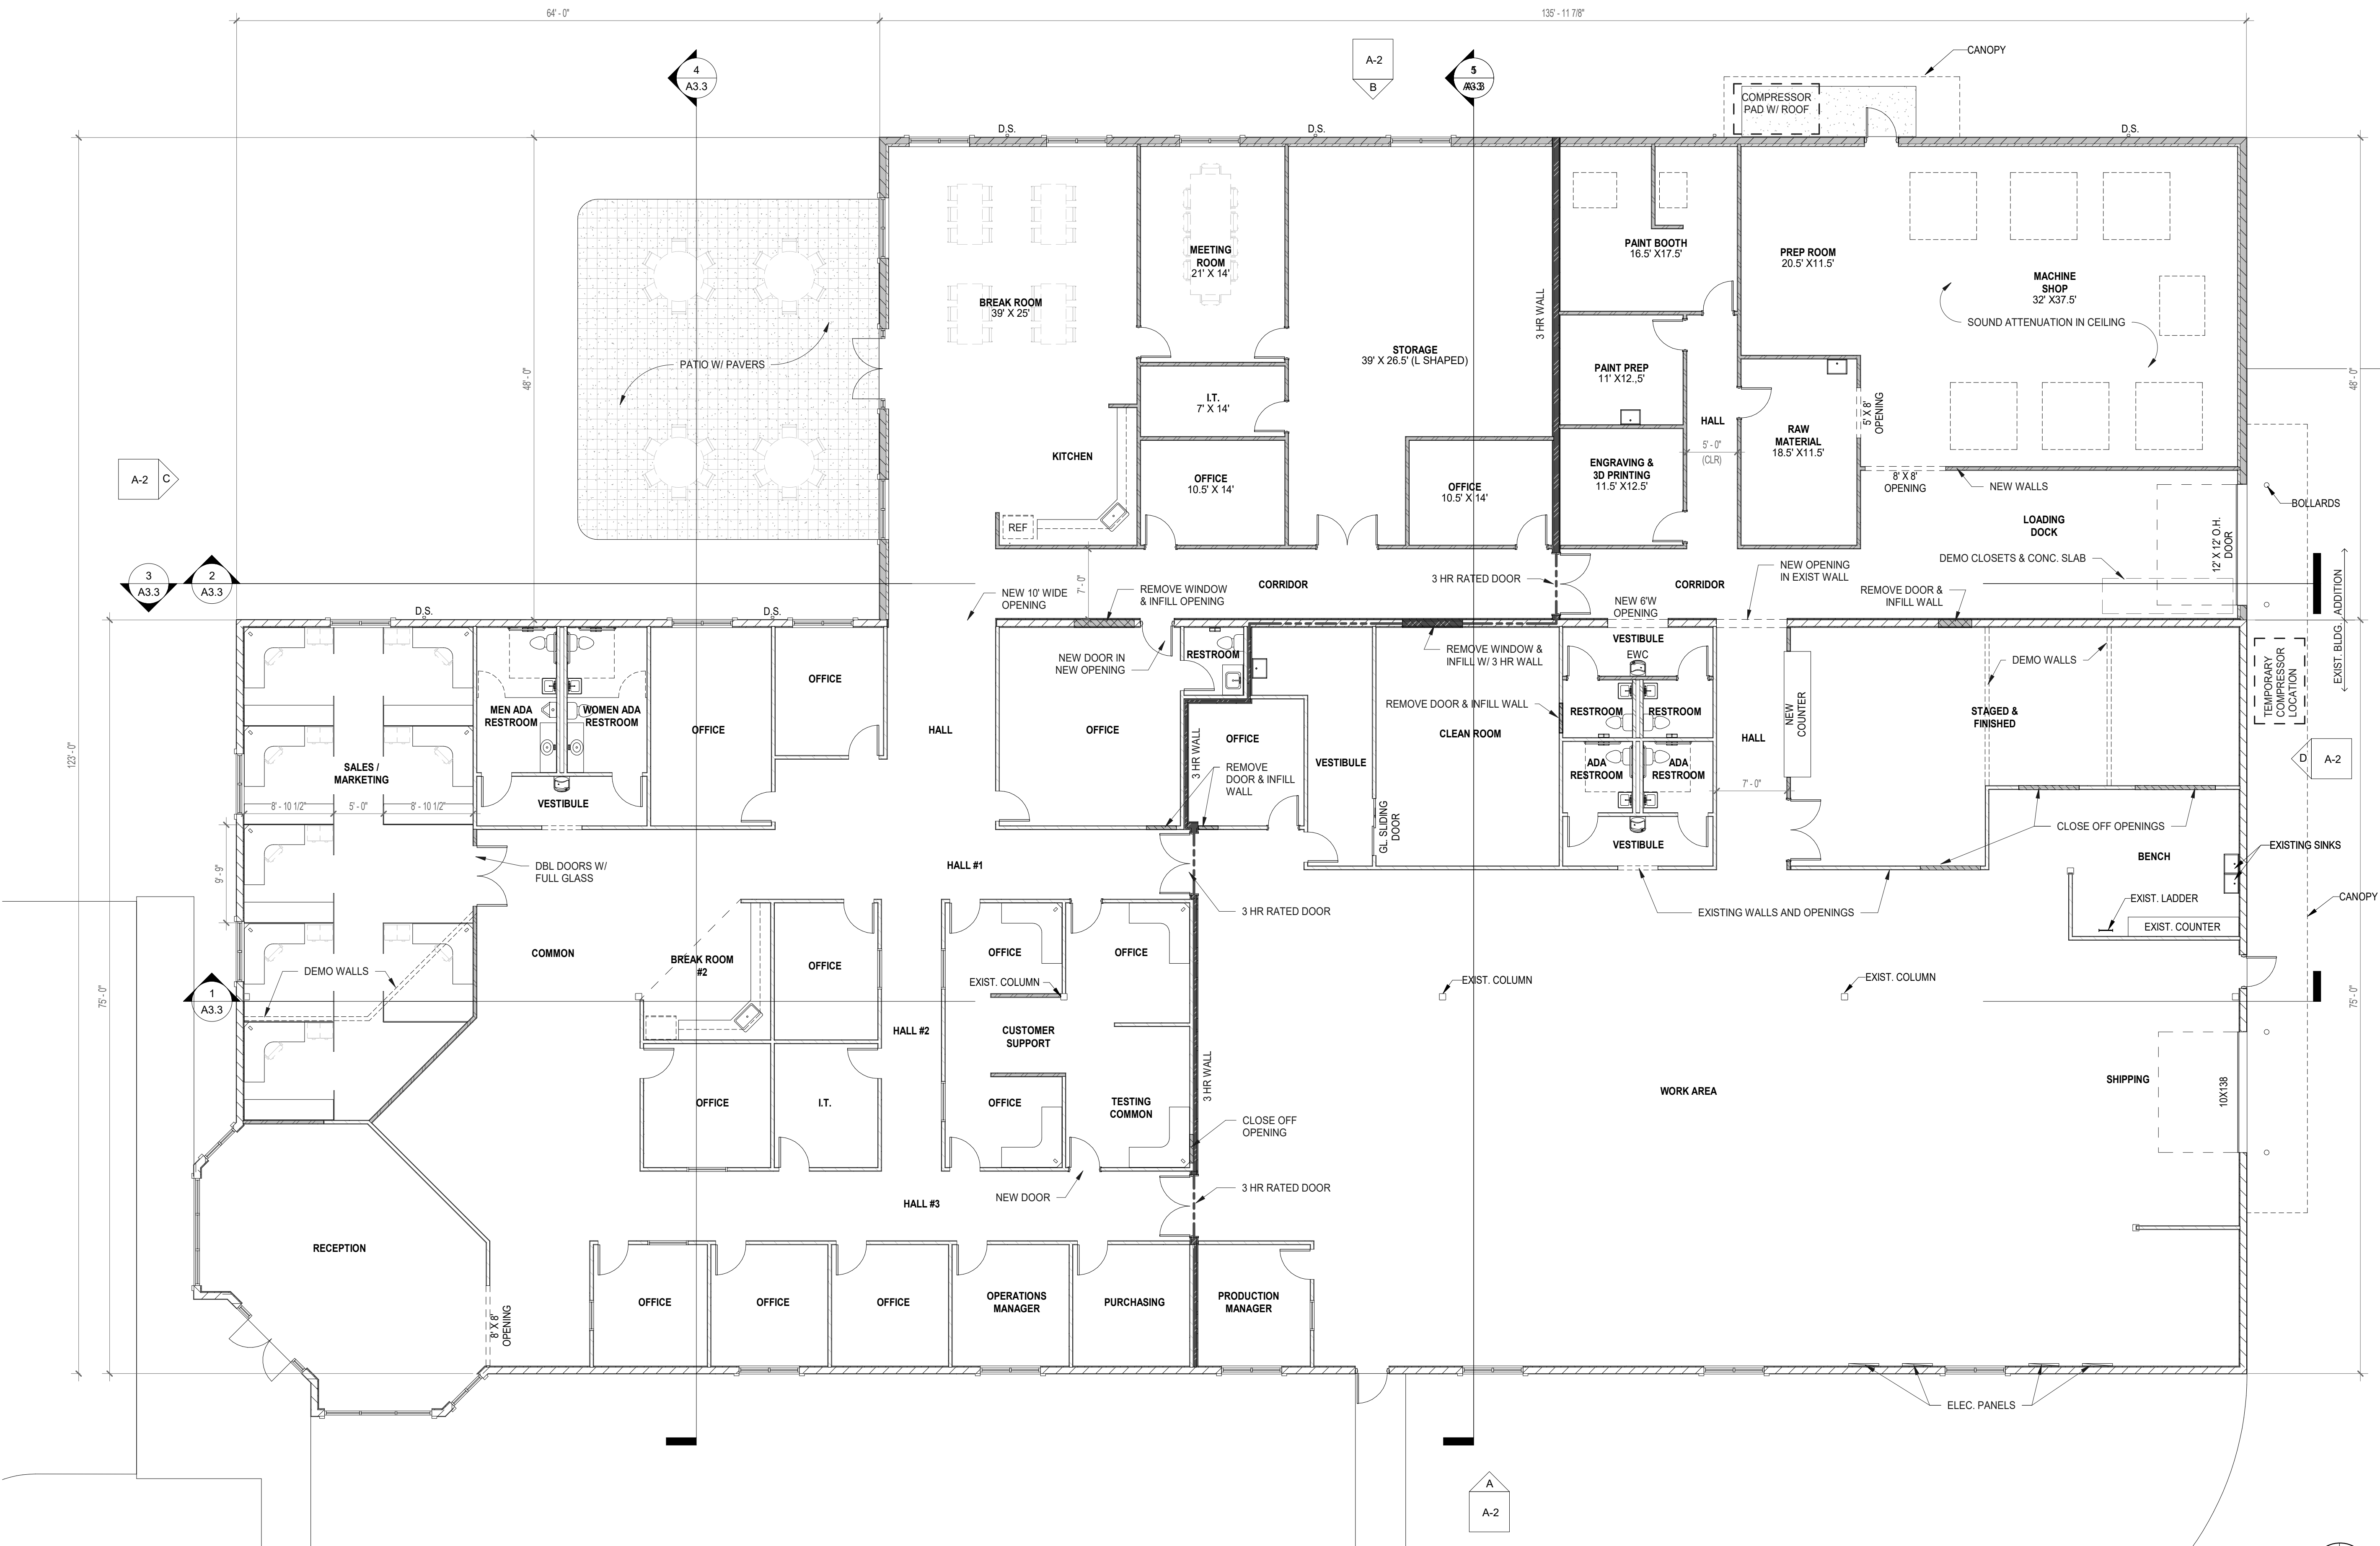 64' - 0"
135' - 11 7/8"
CANOPY
4
A3.3
A-2
B
5
A3.3
COMPRESSOR
PAD W/ ROOF
D.S.
D.S.
D.S.
MEETING
ROOM
21' X 14'
BREAK ROOM
39' X 25'
PAINT BOOTH
16.5' X17.5'
PREP ROOM
20.5' X11.5'
MACHINE
SHOP
32' X37.5'
3 HR WALL
SOUND ATTENUATION IN CEILING
STORAGE
39' X 26.5' (L SHAPED)
PATIO W/ PAVERS
48' - 0"
48' - 0"
PAINT PREP
11' X12.,5'
I.T.
7' X 14'
HALL
5' X 8'
OPENING
RAW
MATERIAL
18.5' X11.5'
5' - 0"
(CLR)
KITCHEN
ENGRAVING &
3D PRINTING
11.5' X12.5'
OFFICE
10.5' X 14'
OFFICE
10.5' X 14'
A-2
C
8' X 8'
OPENING
NEW WALLS
BOLLARDS
REF
LOADING
DOCK
12' X 12' O.H.
DOOR
DEMO CLOSETS & CONC. SLAB
3
A3.3
2
A3.3
CORRIDOR
3 HR RATED DOOR
CORRIDOR
NEW OPENING
IN EXIST WALL
7' - 0"
NEW 10' WIDE
OPENING
REMOVE WINDOW
& INFILL OPENING
NEW 6'W
OPENING
REMOVE DOOR &
INFILL WALL
ADDITION
EXIST. BLDG.
D.S.
D.S.
NEW DOOR IN
NEW OPENING
RESTROOM
REMOVE WINDOW &
INFILL W/ 3 HR WALL
VESTIBULE
EWC
DEMO WALLS
TEMPORARY
COMPRESSOR
LOCATION
OFFICE
MEN ADA
RESTROOM
WOMEN ADA
RESTROOM
OFFICE
HALL
OFFICE
OFFICE
REMOVE DOOR & INFILL WALL
CLEAN ROOM
RESTROOM
RESTROOM
NEW
COUNTER
HALL
STAGED &
FINISHED
123' - 0"
SALES /
MARKETING
3 HR WALL
REMOVE
DOOR & INFILL
WALL
VESTIBULE
ADA
RESTROOM
ADA
RESTROOM
D
A-2
8' - 10 1/2"
5' - 0"
8' - 10 1/2"
VESTIBULE
7' - 0"
GL. SLIDING
DOOR
CLOSE OFF OPENINGS
VESTIBULE
BENCH
EXISTING SINKS
9' - 9"
DBL DOORS W/
FULL GLASS
HALL #1
3 HR RATED DOOR
EXISTING WALLS AND OPENINGS
EXIST. LADDER
CANOPY
EXIST. COUNTER
COMMON
BREAK ROOM
#2
OFFICE
OFFICE
OFFICE
DEMO WALLS
EXIST. COLUMN
EXIST. COLUMN
EXIST. COLUMN
1
A3.3
75' - 0"
75' - 0"
HALL #2
CUSTOMER
SUPPORT
3 HR WALL
WORK AREA
SHIPPING
10X138
OFFICE
I.T.
OFFICE
TESTING
COMMON
CLOSE OFF
OPENING
NEW DOOR
3 HR RATED DOOR
HALL #3
RECEPTION
8' X 8"
OPENING
OFFICE
OFFICE
OFFICE
OPERATIONS
MANAGER
PURCHASING
PRODUCTION
MANAGER
ELEC. PANELS
A
A-2